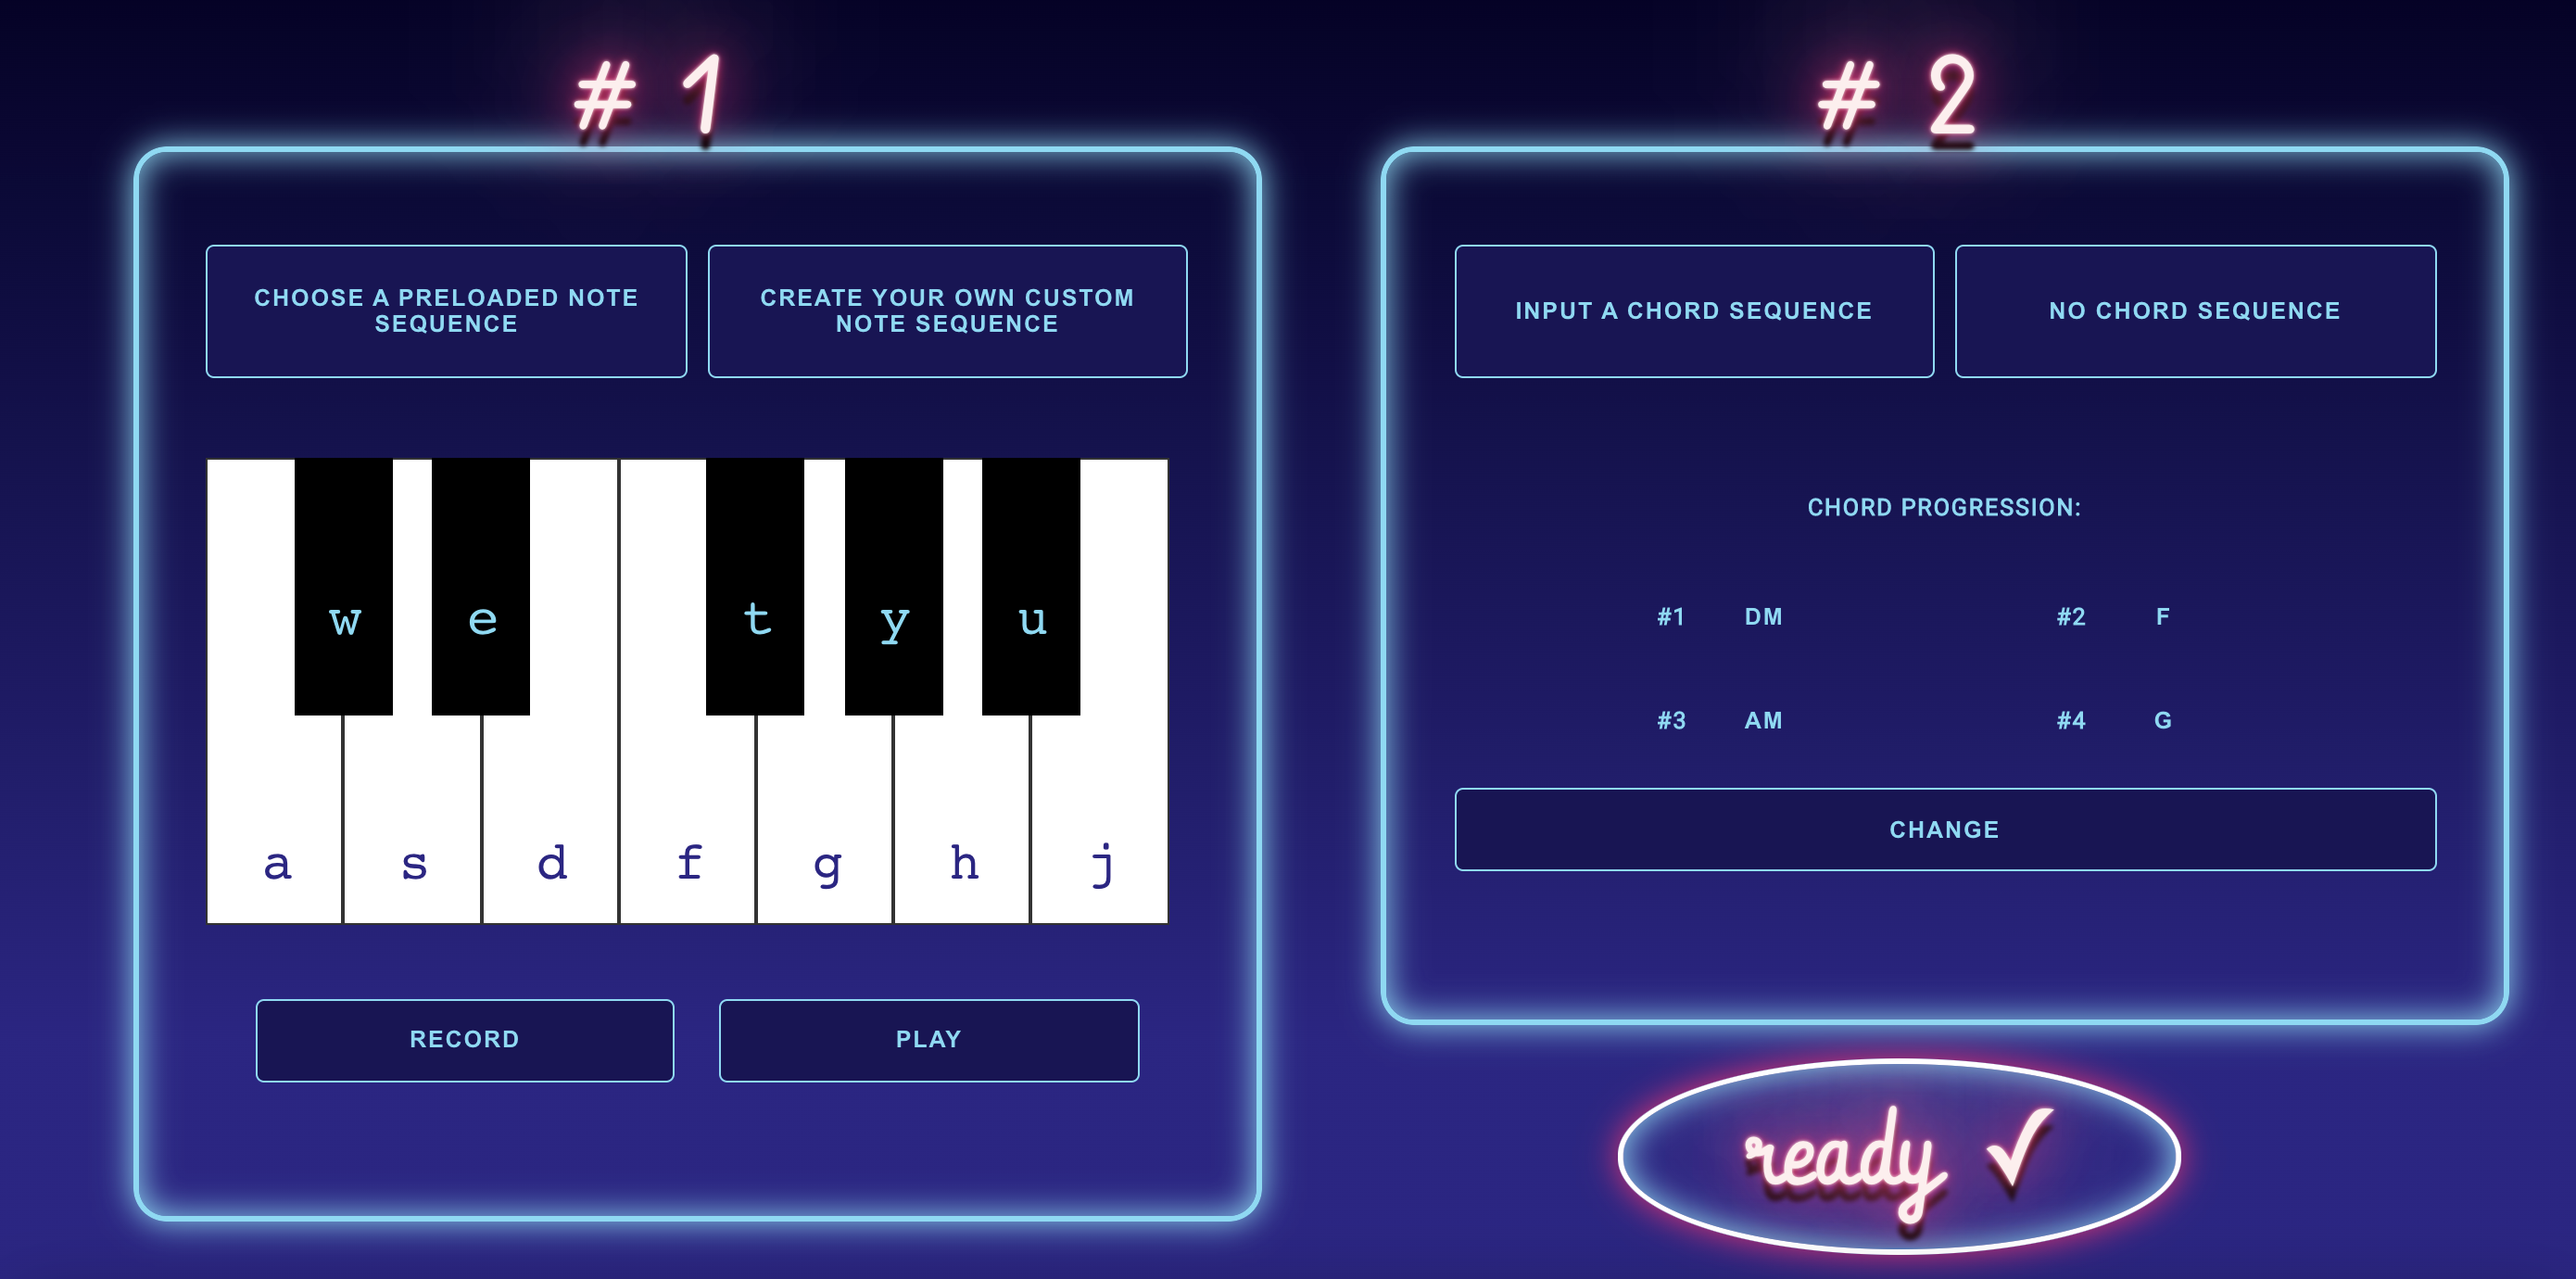 # 1
CHOOSE A PRELOADED NOTE
SEQUENCE
CREATE YOUR OWN CUSTOM
NOTE SEQUENCE
w e t y u
a s d f g h j
RECORD
PLAY
# 2
INPUT A CHORD SEQUENCE
NO CHORD SEQUENCE
CHORD PROGRESSION:
#1 DM #2 F
#3 AM #4 G
CHANGE
ready ✓